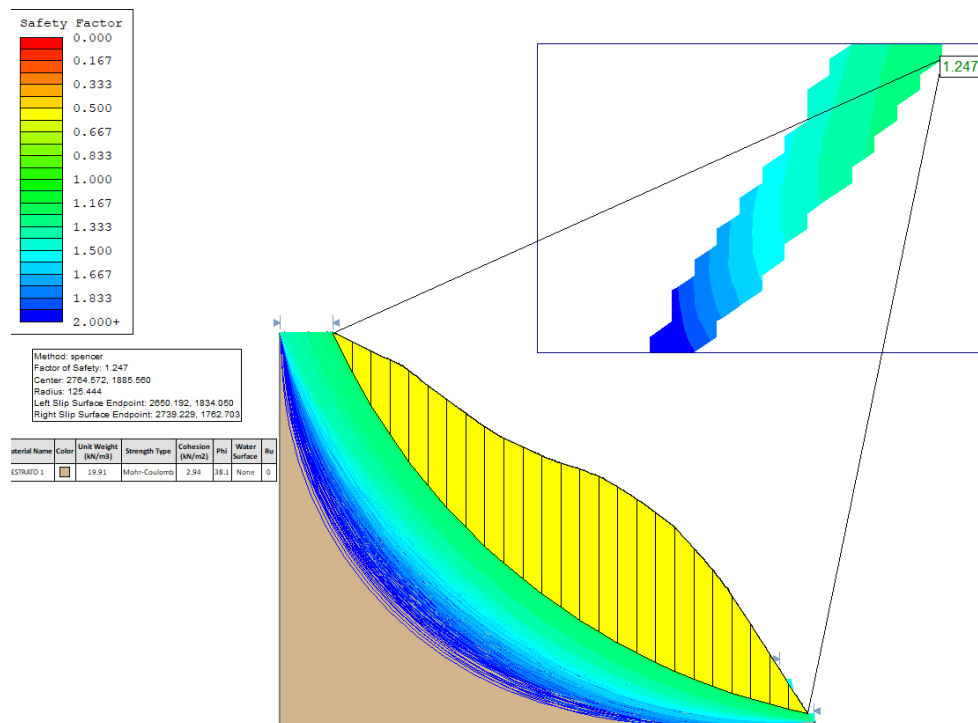 Safety Factor
0.000
0.167
0.333
0.500
0.667
0.833
1.000
1.167
1.333
1.500
1.667
1.833
2.000+
1.247
Method: spencer
Factor of Safety: 1.247
Center: 2764.572, 1885.560
Radius: 125.444
Left Slip Surface Endpoint: 2650.192, 1834.050
Right Slip Surface Endpoint: 2739.229, 1762.703
aterial Name Color Unit Weight (kN/m3) Strength Type Cohesion (kN/m2) Phi Water Surface Ru
ESTRATO 1 19.91 Mohr-Coulomb 2.94 38.1 None 0